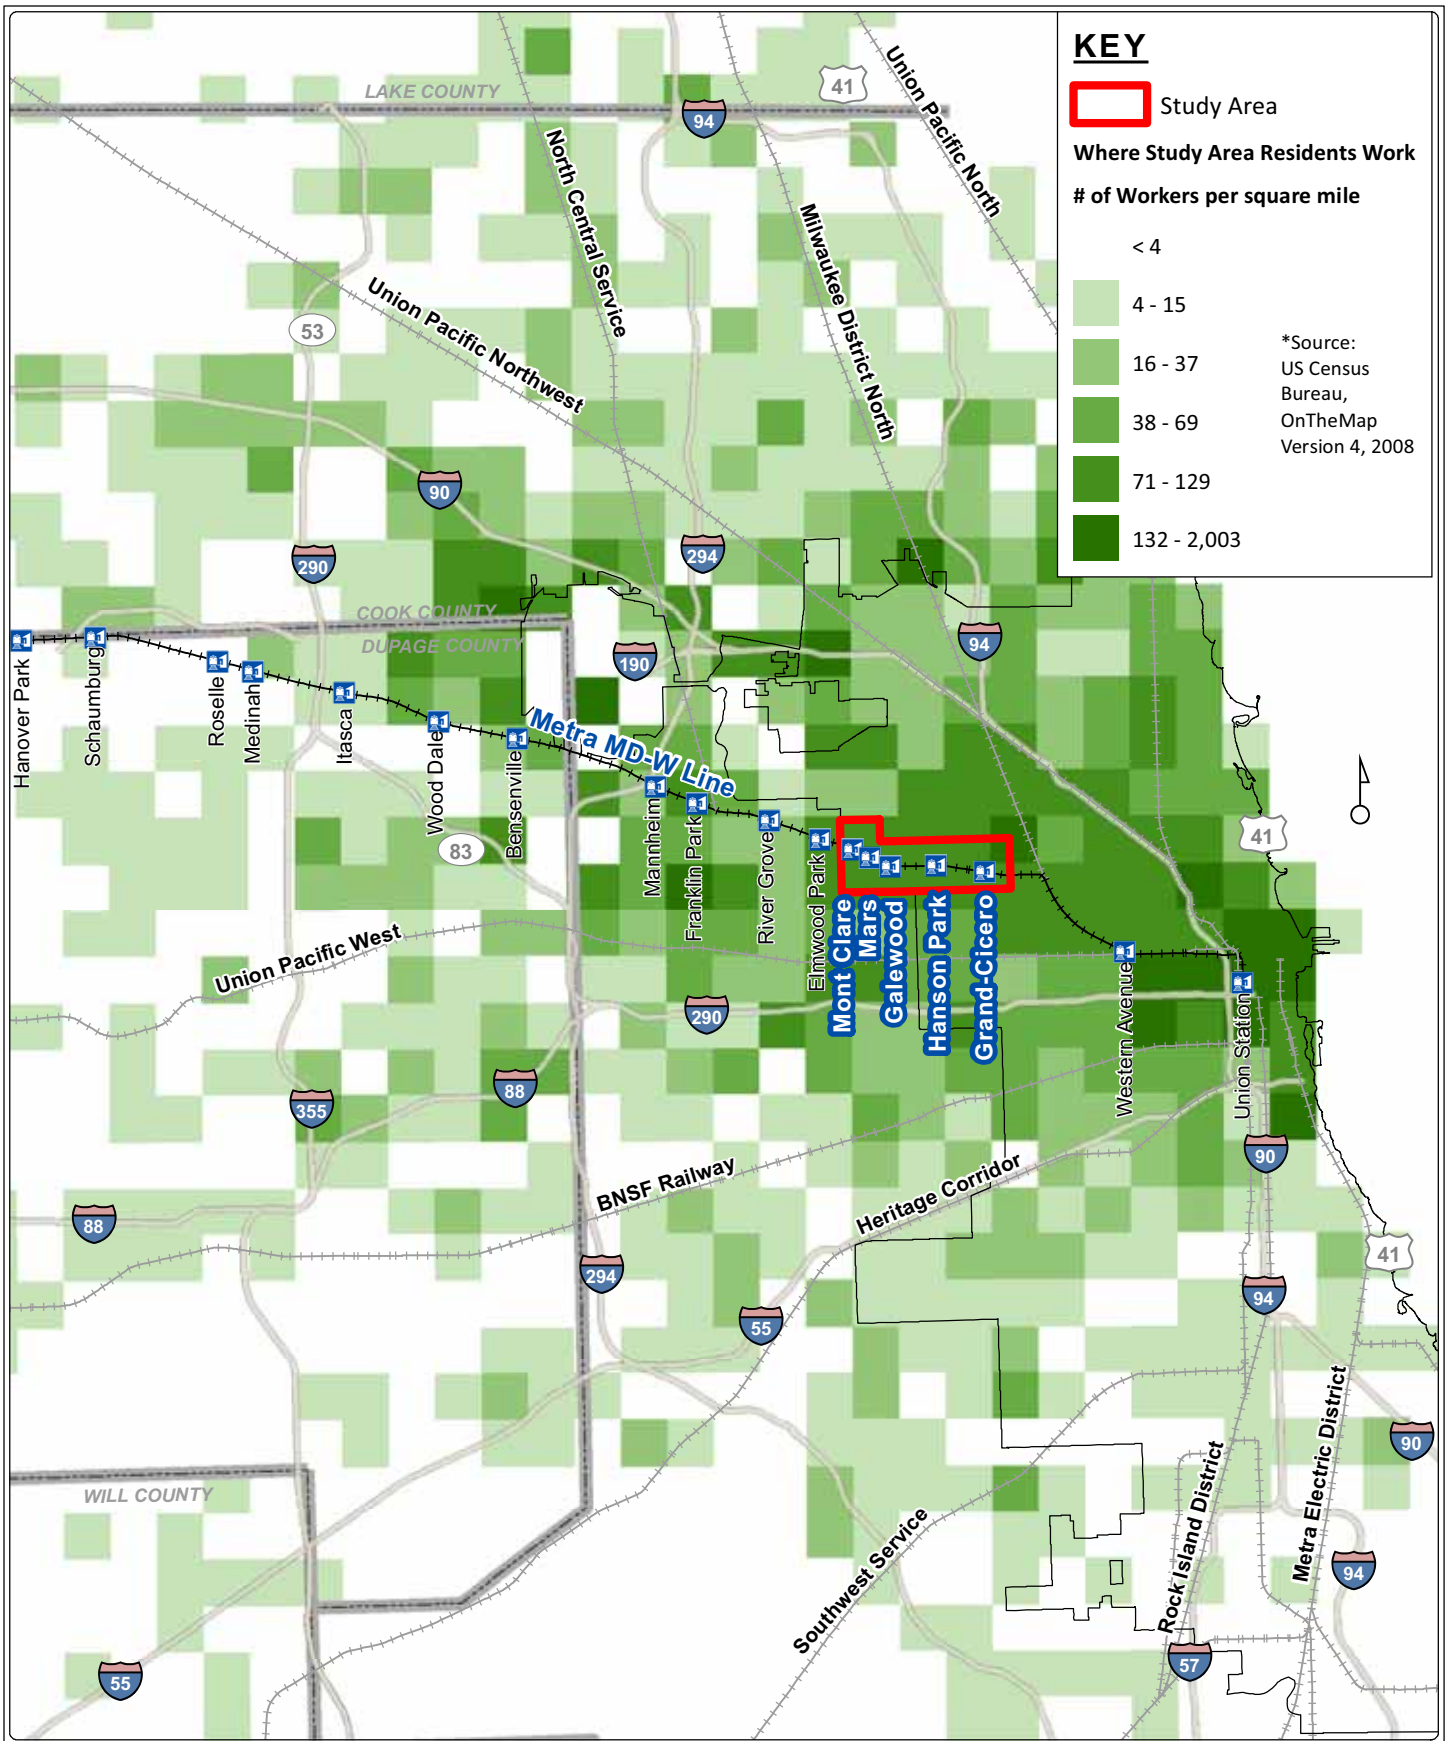 KEY
Study Area
Where Study Area Residents Work
# of Workers per square mile
< 4
4 - 15
16 - 37
38 - 69
71 - 129
132 - 2,003
*Source:
US Census
Bureau,
OnTheMap
Version 4, 2008
LAKE COUNTY
94
41
Union Pacific North
North Central Service
Milwaukee District North
Union Pacific Northwest
53
90
290
294
COOK COUNTY
DUPAGE COUNTY
190
94
Hanover Park
Schaumburg
Roselle
Medinah
Itasca
Wood Dale
Bensenville
Metra MD-W Line
Mannheim
Franklin Park
River Grove
Elmwood Park
Mont Clare
Mars
Galewood
Hanson Park
Grand-Cicero
Western Avenue
Union Station
41
83
Union Pacific West
290
88
355
90
BNSF Railway
Heritage Corridor
88
294
41
94
55
90
WILL COUNTY
Southwest Service
Rock Island District
Metra Electric District
94
57
55